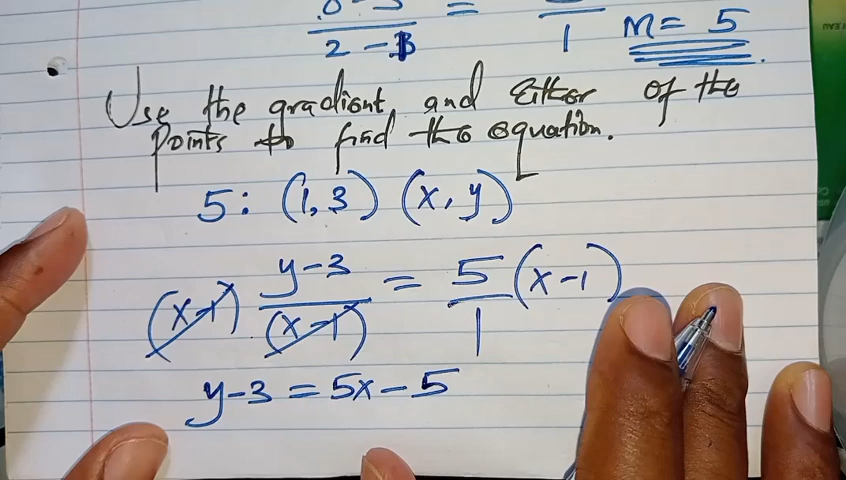 2 - 1
= 1
M = 5
Use the gradient and either of the
points to find the equation.
5: (1, 3) (x, y)
(x-1) y-3 / (x-1) = 5/1 (x-1)
y-3 = 5x - 5